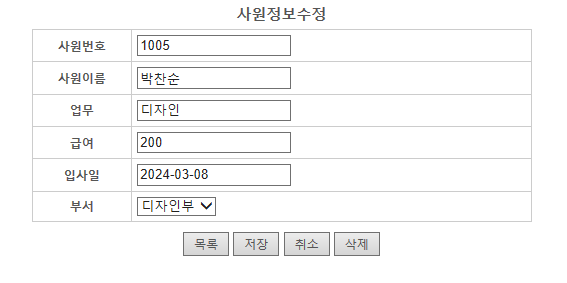 사원정보수정
사원번호 1005
사원이름 박찬순
업무 디자인
급여 200
입사일 2024-03-08
부서 디자인부
목록 저장 취소 삭제